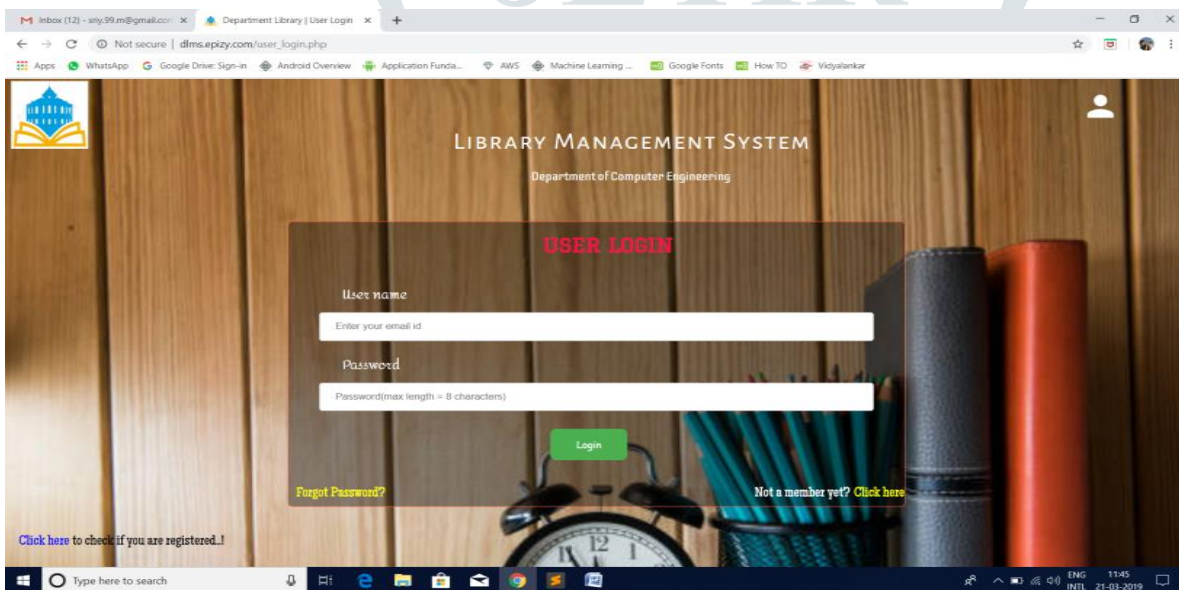 Inbox (12) - sriy.99.m@gmail.com
Department Library | User Login
Not secure | dlms.epizy.com/user_login.php
Apps WhatsApp Google Drive: Sign-in Android Overview Application Funda... AWS Machine Learning ... Google Fonts How TO Vidyalankar
LIBRARY MANAGEMENT SYSTEM
Department of Computer Engineering
USER LOGIN
User name
Enter your email id
Password
Password(max length = 8 characters)
Login
Forgot Password? Not a member yet? Click here
Click here to check if you are registered..!
Type here to search
ENG 11:45
INTL 21-03-2019